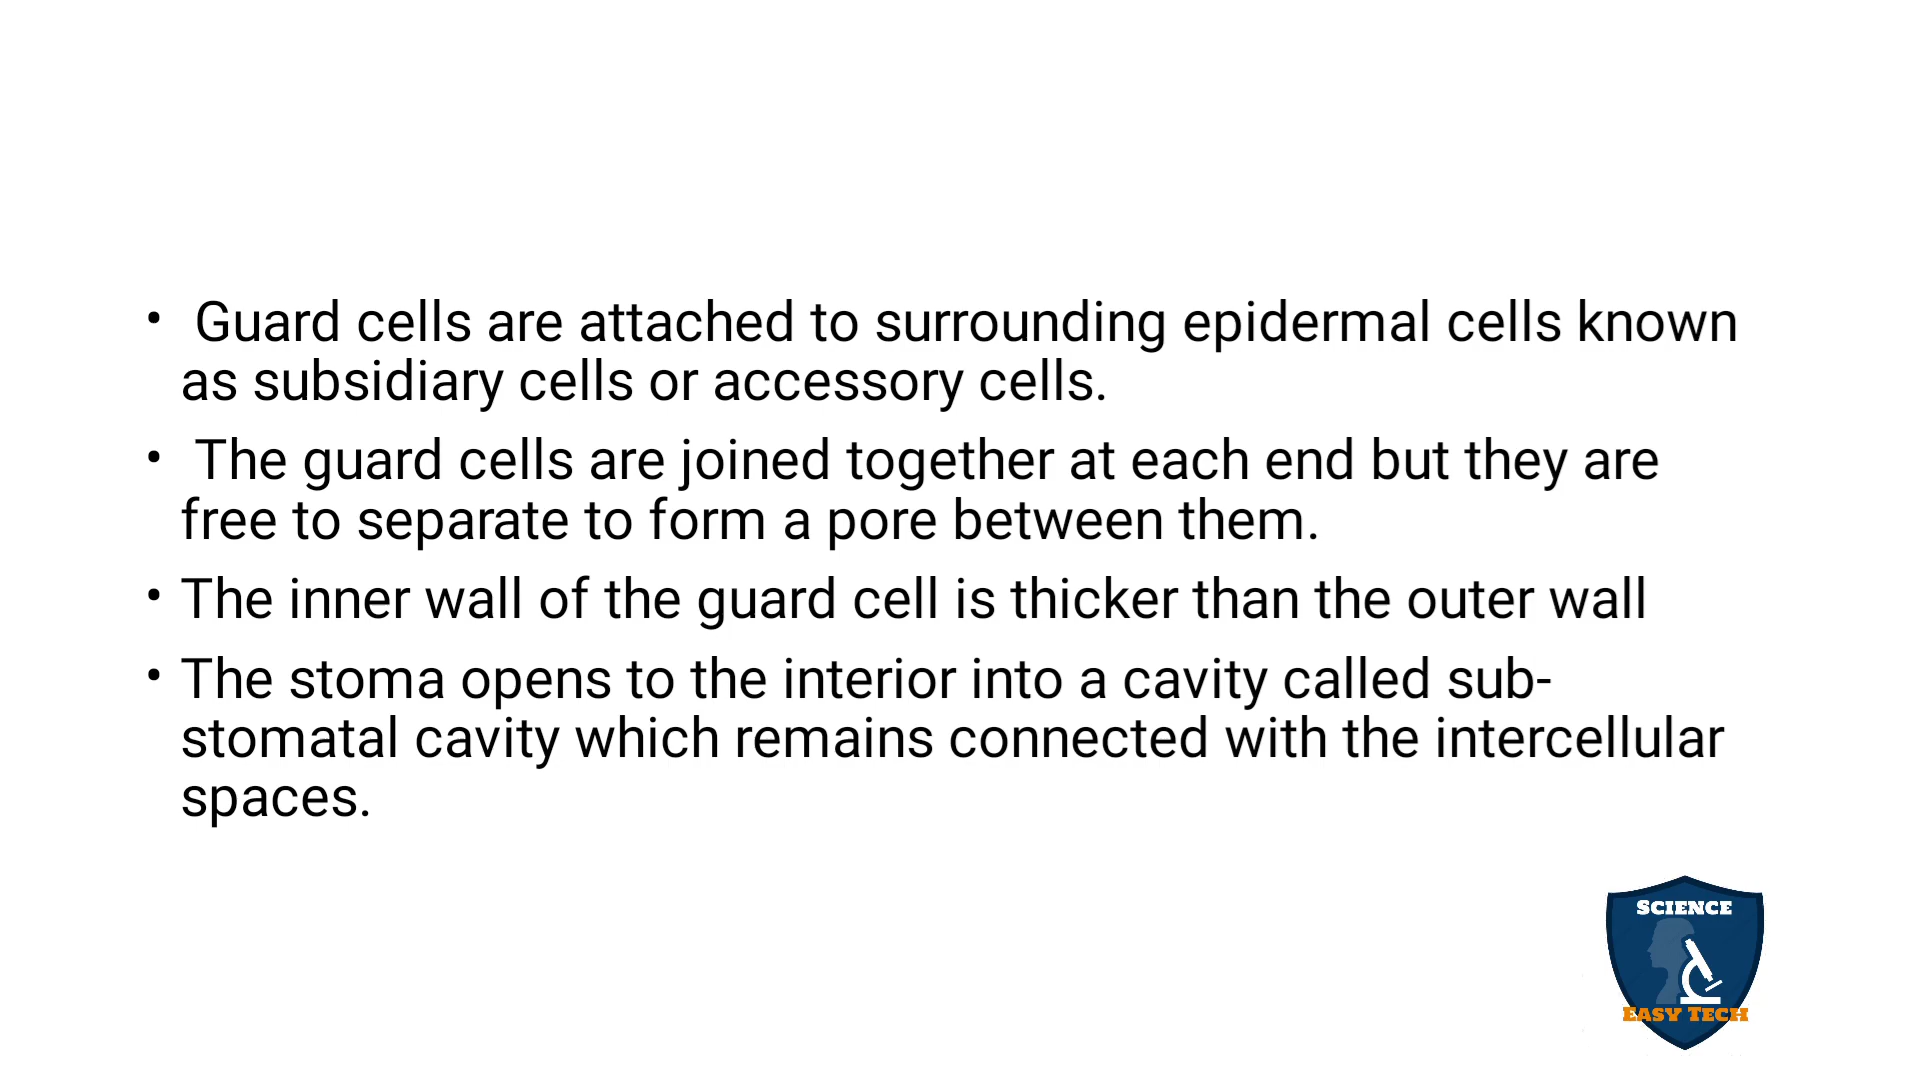 • Guard cells are attached to surrounding epidermal cells known
as subsidiary cells or accessory cells.
• The guard cells are joined together at each end but they are
free to separate to form a pore between them.
• The inner wall of the guard cell is thicker than the outer wall
• The stoma opens to the interior into a cavity called sub-
stomatal cavity which remains connected with the intercellular
spaces.
SCIENCE
EASY TECH